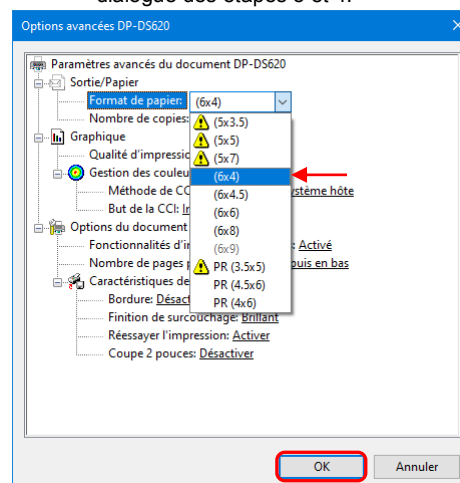 dialogue des étapes 3 et 4.
Options avancées DP-DS620
Paramètres avancés du document DP-DS620
Sortie/Papier
Format de papier: (6x4)
Nombre de copies:
(5x3.5)
(5x5)
(5x7)
(6x4)
(6x4.5)
(6x6)
(6x8)
(6x9)
PR (3.5x5)
PR (4.5x6)
PR (4x6)
Graphique
Qualité d'impressio
Gestion des couleu
Méthode de CC stème hôte
But de la CCI: In
Options du document
Fonctionnalités d'i : Activé
Nombre de pages p puis en bas
Caractéristiques de
Bordure: Désact
Finition de surcouchage: Brillant
Réessayer l'impression: Activer
Coupe 2 pouces: Désactiver
OK Annuler